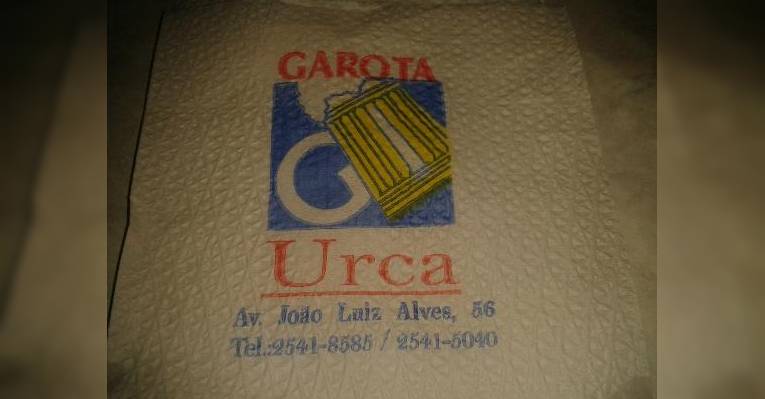 GAROTA
G
Urca
Av. João Luiz Alves, 56
Tel.:2541-8585 / 2541-5040